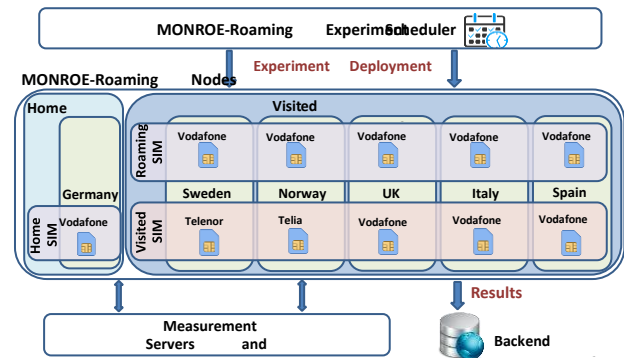 MONROE-Roaming Experiment Scheduler
Experiment Deployment
MONROE-Roaming Nodes
Home
Visited
Roaming SIM
Vodafone Vodafone Vodafone Vodafone Vodafone
Germany Sweden Norway UK Italy Spain
Home SIM
Vodafone
Visited SIM
Telenor Telia Vodafone Vodafone Vodafone
Results
Measurement
Servers and
Backend